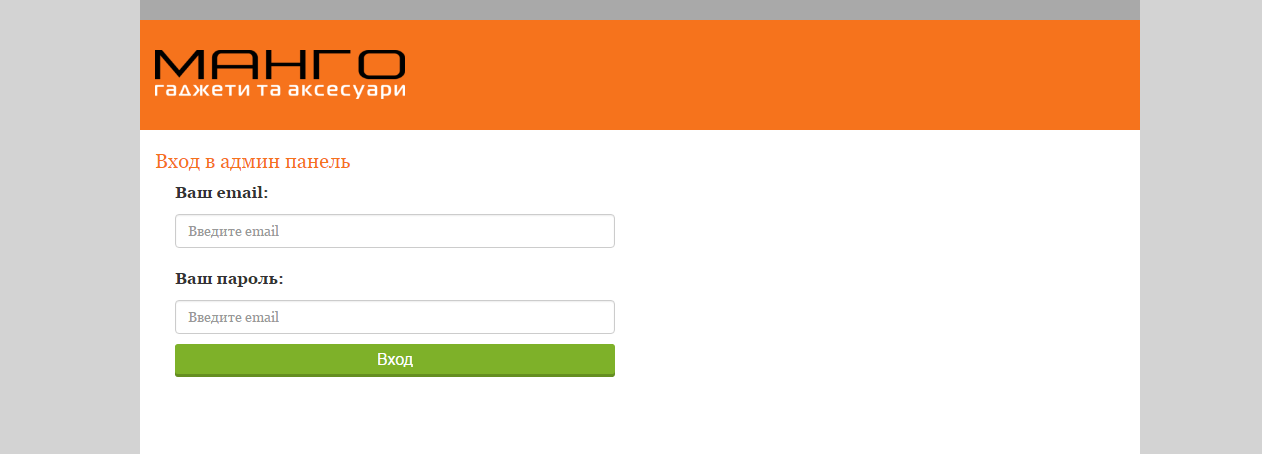 МАНГО
гаджети та аксесуари
Вход в админ панель
Ваш email:
Введите email
Ваш пароль:
Введите email
Вход